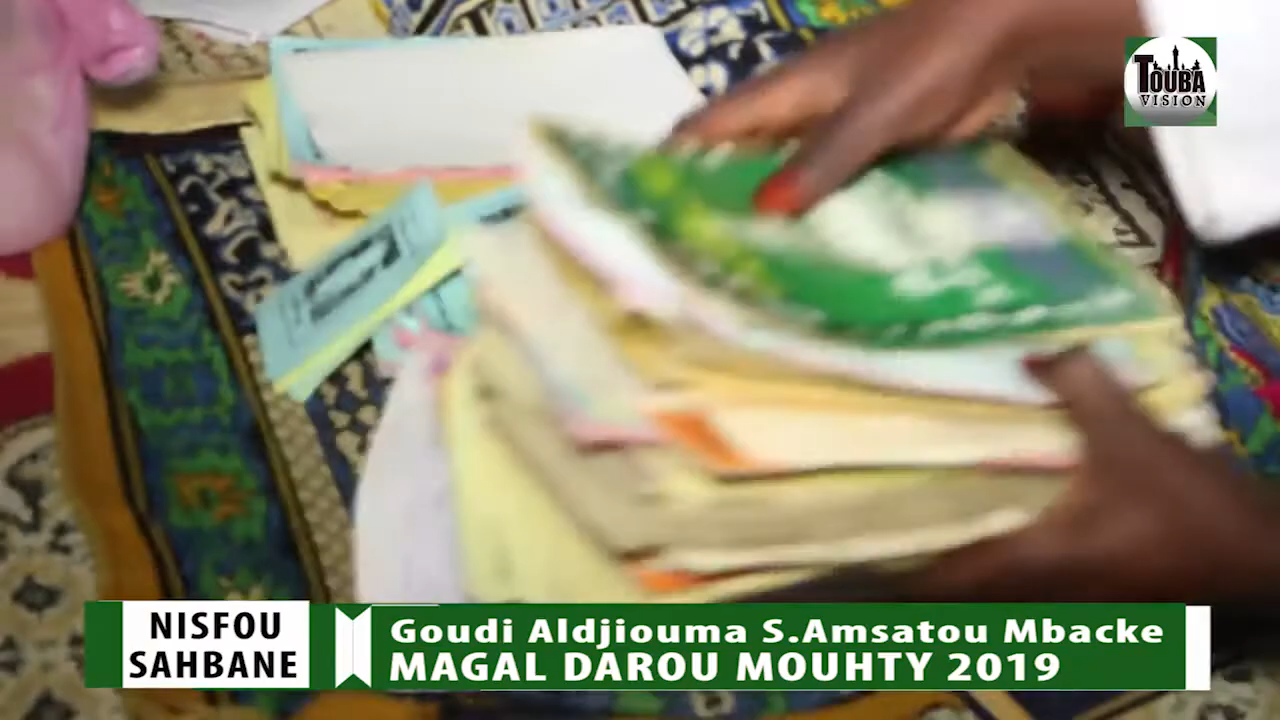 TOUBA
VISION
NISFOU
SAHBANE
Goudi Aldjiouma S.Amsatou Mbacke
MAGAL DAROU MOUHTY 2019